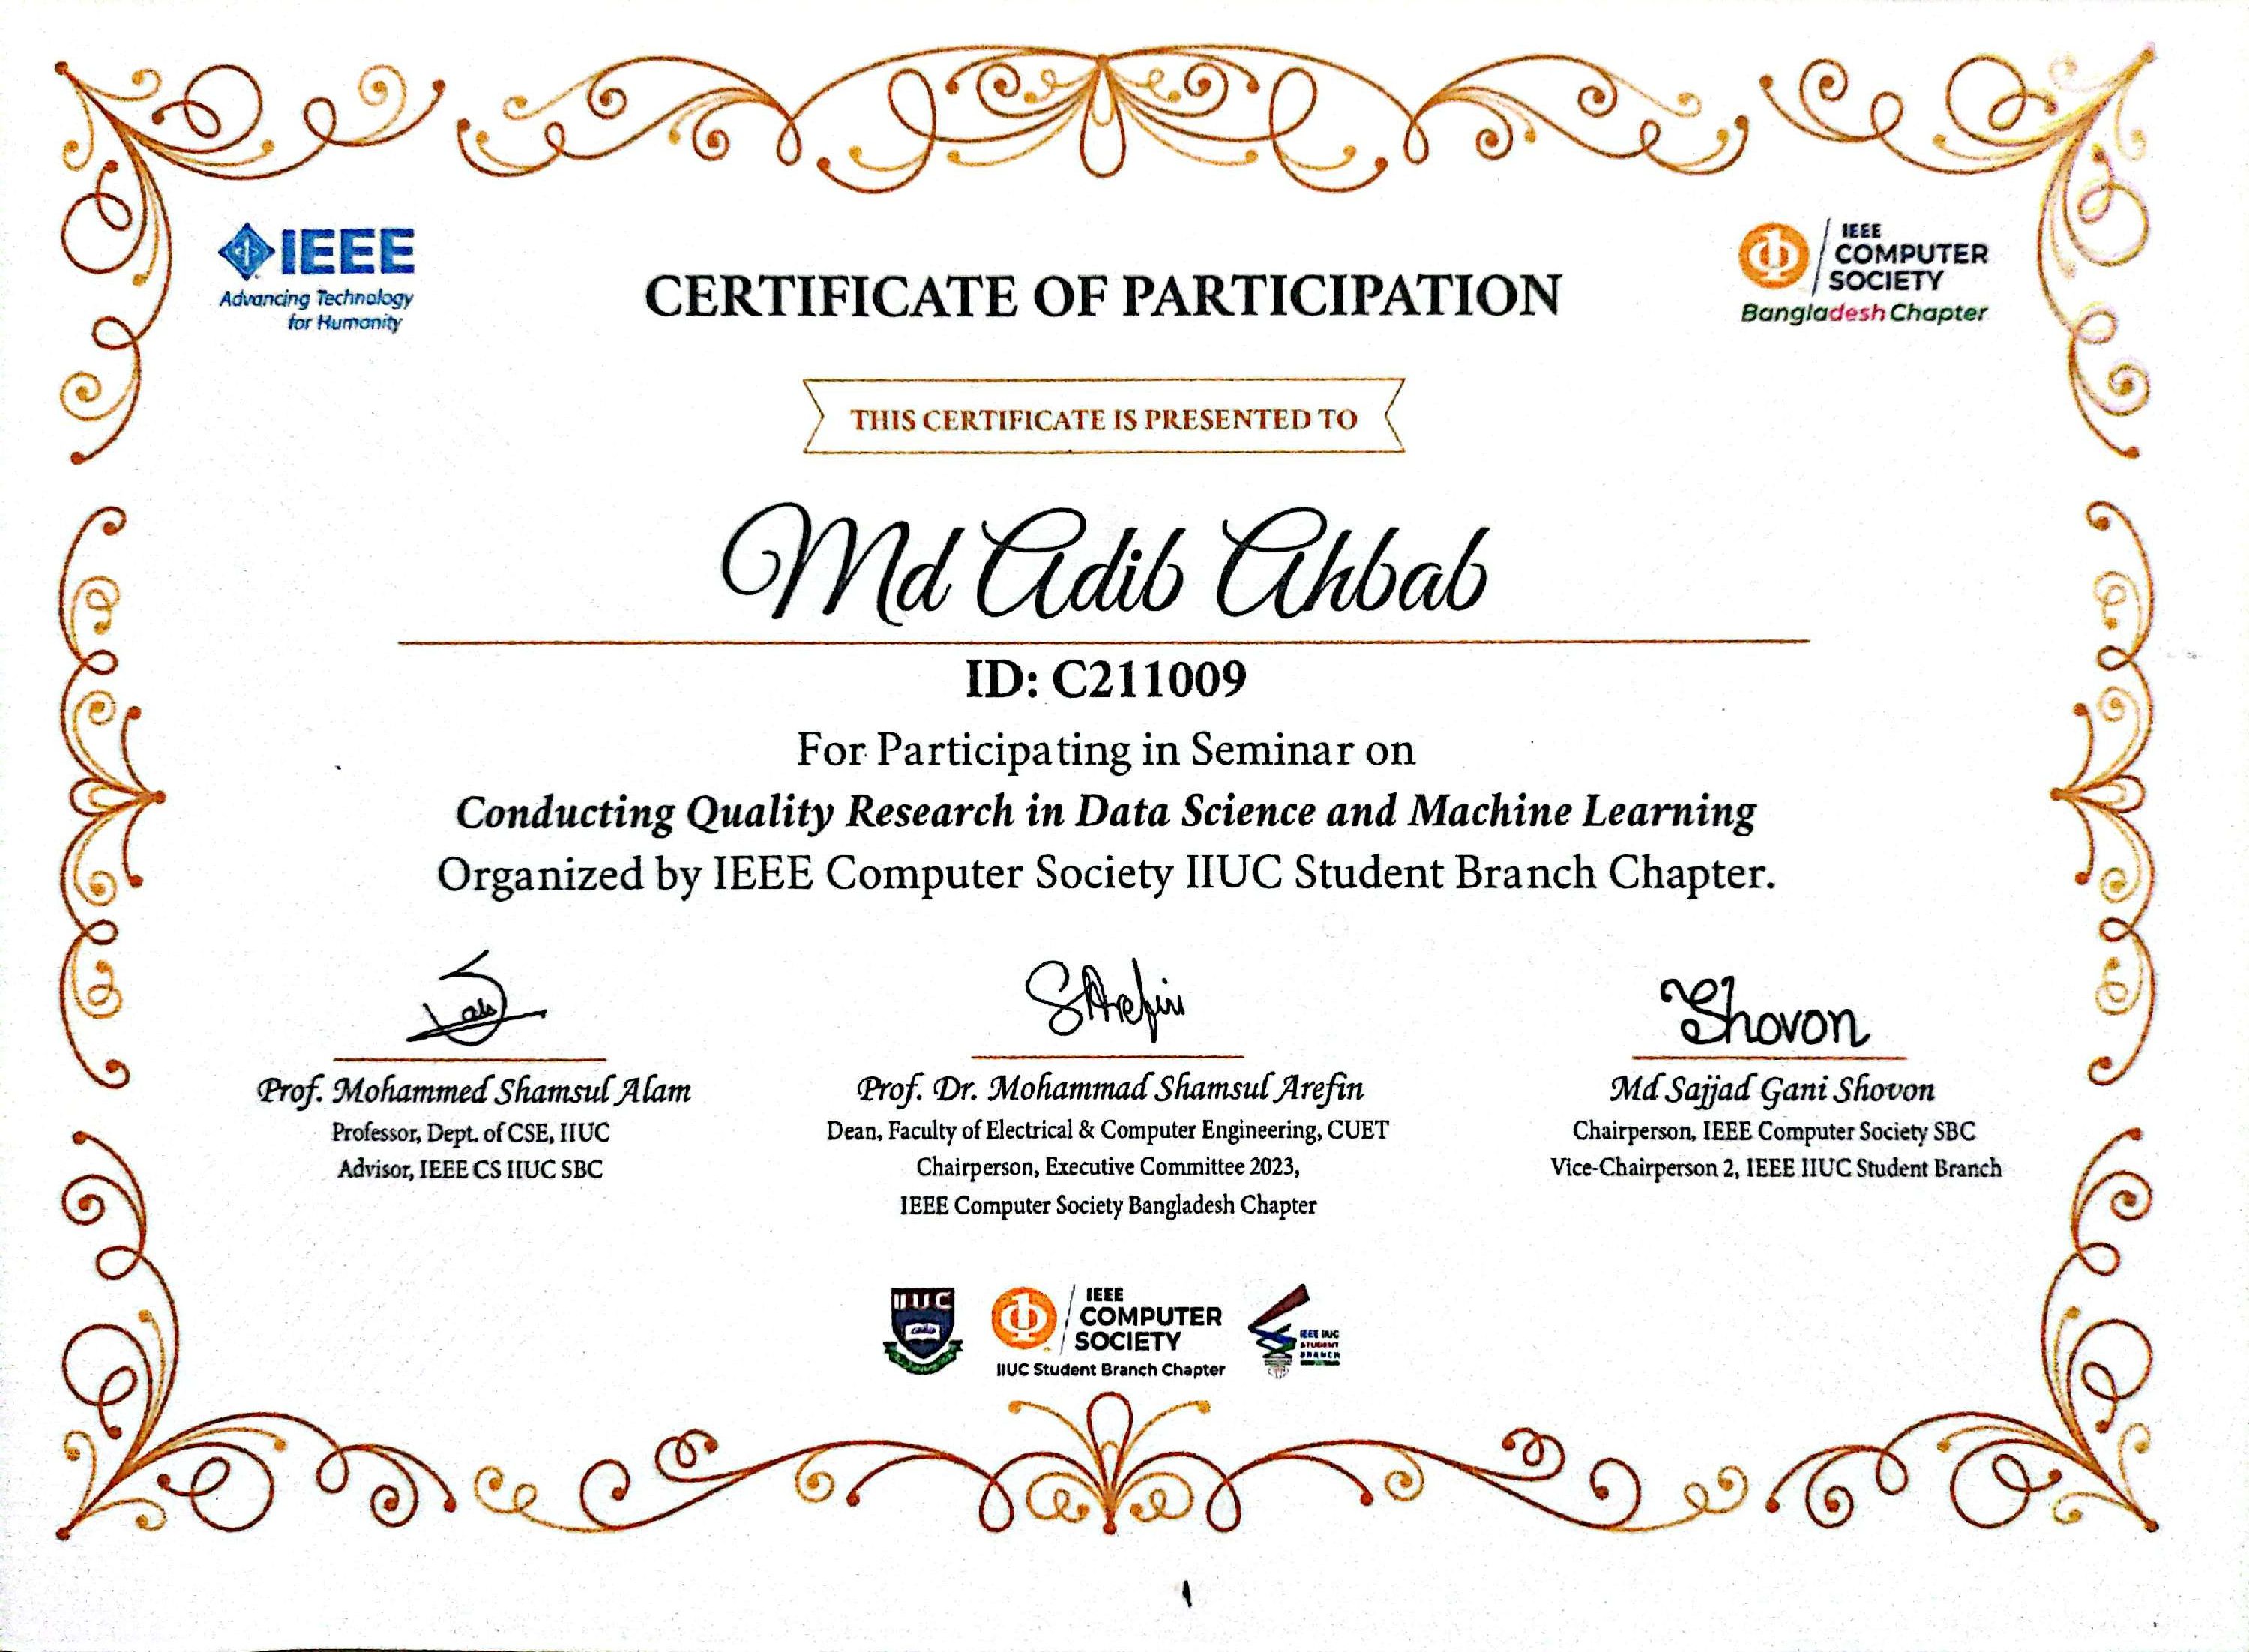 IEEE
Advancing Technology
for Humanity
IEEE
COMPUTER
SOCIETY
Bangladesh Chapter
CERTIFICATE OF PARTICIPATION
THIS CERTIFICATE IS PRESENTED TO
Md Adib Ahbab
ID: C211009
For Participating in Seminar on
Conducting Quality Research in Data Science and Machine Learning
Organized by IEEE Computer Society IIUC Student Branch Chapter.
SArefin
Shovon
Prof. Mohammed Shamsul Alam
Professor, Dept. of CSE, IIUC
Advisor, IEEE CS IIUC SBC
Prof. Dr. Mohammad Shamsul Arefin
Dean, Faculty of Electrical & Computer Engineering, CUET
Chairperson, Executive Committee 2023,
IEEE Computer Society Bangladesh Chapter
Md Sajjad Gani Shovon
Chairperson, IEEE Computer Society SBC
Vice-Chairperson 2, IEEE IIUC Student Branch
IIUC
IEEE
COMPUTER
SOCIETY
IIUC Student Branch Chapter
IEEE IIUC
STUDENT
BRANCH